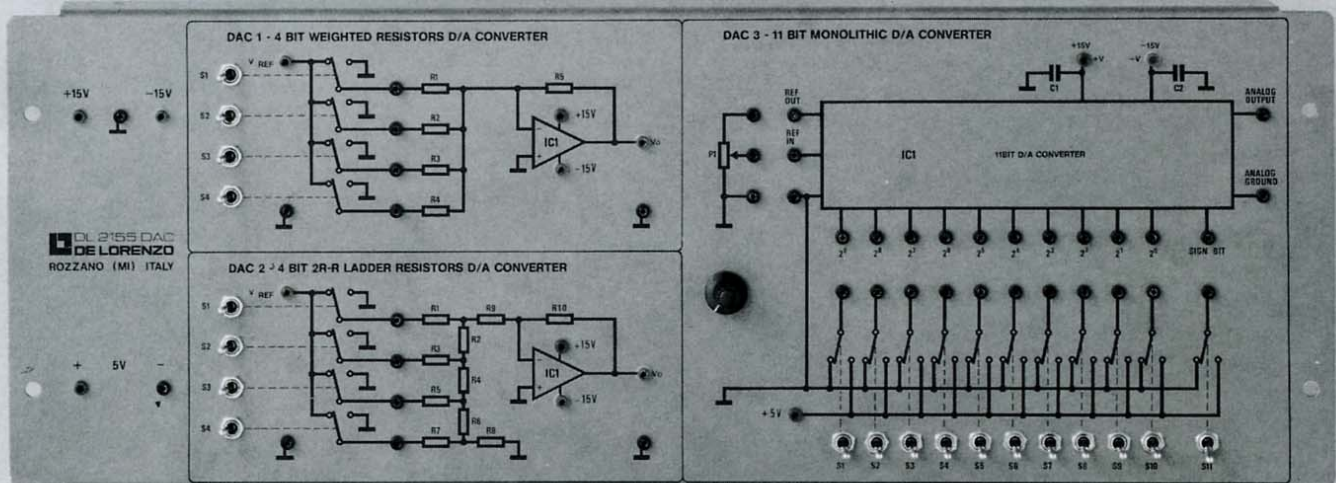 +15V
-15V
DL 2155 DAC
DE LORENZO
ROZZANO (MI) ITALY
+ 5V -
DAC 1 - 4 BIT WEIGHTED RESISTORS D/A CONVERTER
V REF
S1
S2
S3
S4
R1
R2
R3
R4
R5
+15V
IC1
-15V
Vo
DAC 2 - 4 BIT 2R-R LADDER RESISTORS D/A CONVERTER
V REF
S1
S2
S3
S4
R1
R9
R10
R2
R3
R4
R5
R6
R7
R8
+15V
IC1
-15V
Vo
DAC 3 - 11 BIT MONOLITHIC D/A CONVERTER
+15V
-15V
+V
-V
C1
C2
REF OUT
REF IN
P1
IC1
11BIT D/A CONVERTER
ANALOG OUTPUT
ANALOG GROUND
SIGN BIT
+5V
S1 S2 S3 S4 S5 S6 S7 S8 S9 S10 S11